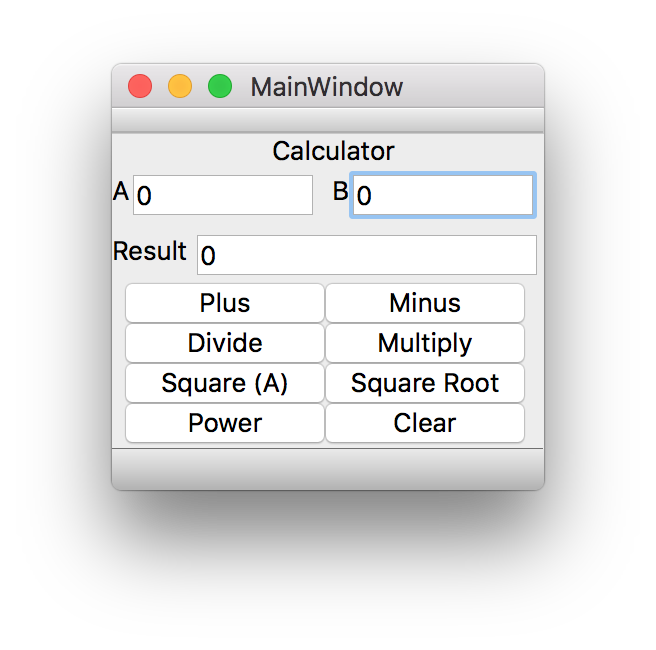 MainWindow
Calculator
A 0 B 0
Result 0
Plus Minus
Divide Multiply
Square (A) Square Root
Power Clear